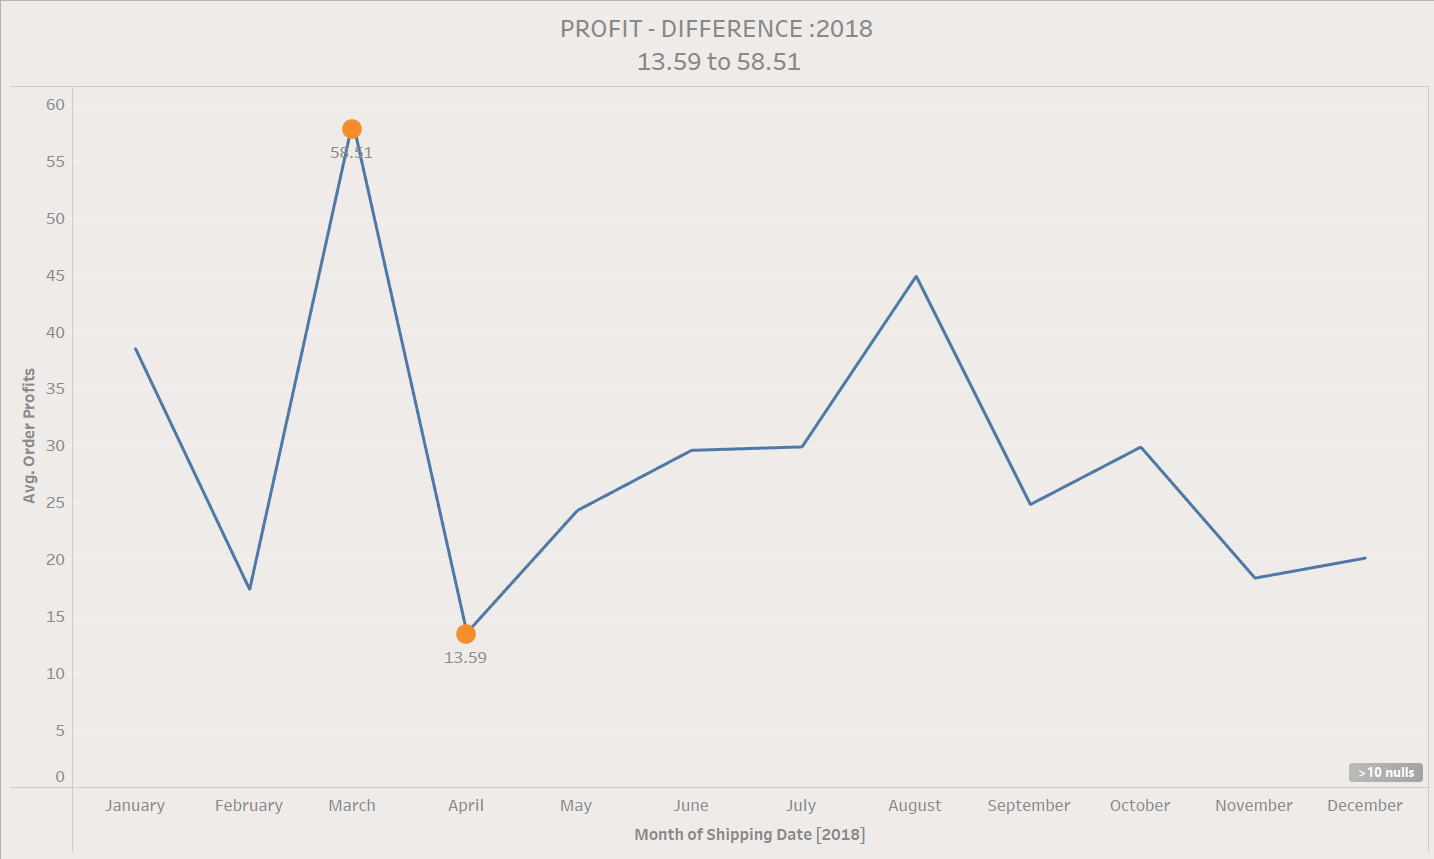 PROFIT - DIFFERENCE :2018
13.59 to 58.51
60
58.51
55
50
45
40
35
Avg. Order Profits
30
25
20
15
13.59
10
5
0
>10 nulls
January February March April May June July August September October November December
Month of Shipping Date [2018]